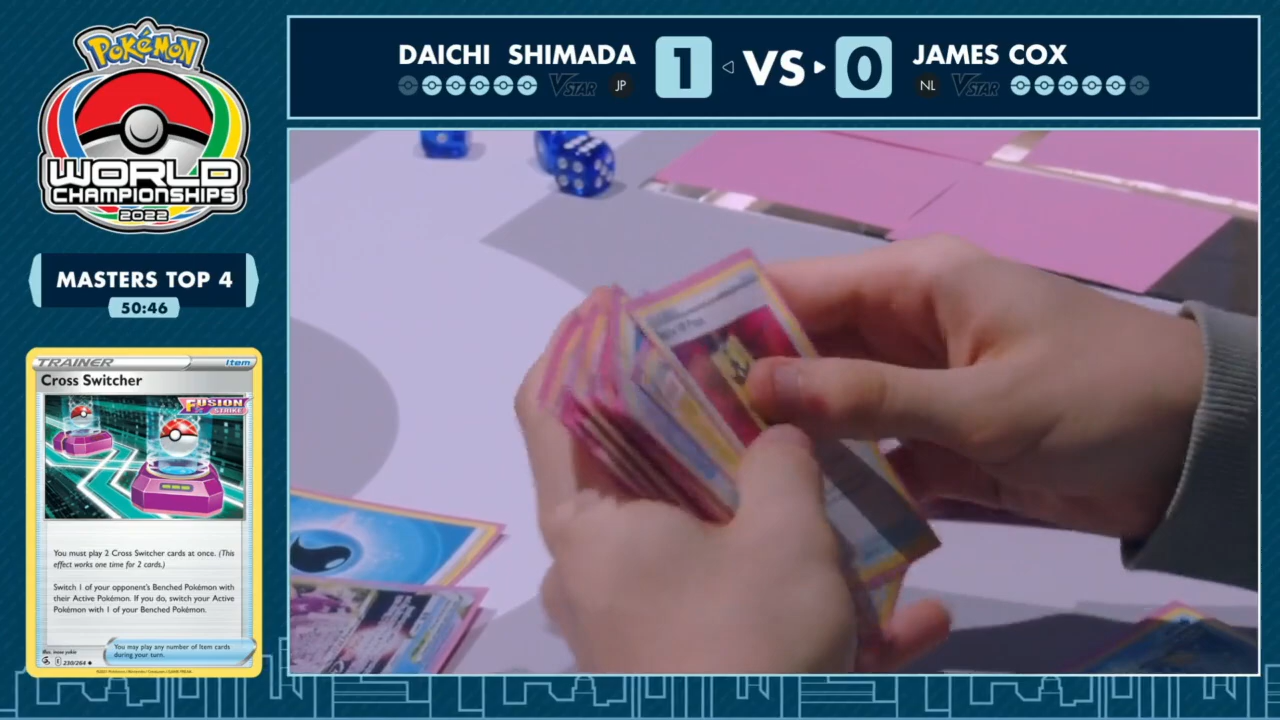 POKÉMON
WORLD
CHAMPIONSHIPS
2022
DAICHI SHIMADA
1
VS
0
JAMES COX
VSTAR
JP
NL
VSTAR
MASTERS TOP 4
50:46
TRAINER
Item
Cross Switcher
FUSION
STRIKE
You must play 2 Cross Switcher cards at once. (This
effect works one time for 2 cards.)
Switch 1 of your opponent's Benched Pokémon with
their Active Pokémon. If you do, switch your Active
Pokémon with 1 of your Benched Pokémon.
You may play any number of Item cards
during your turn.
230/264